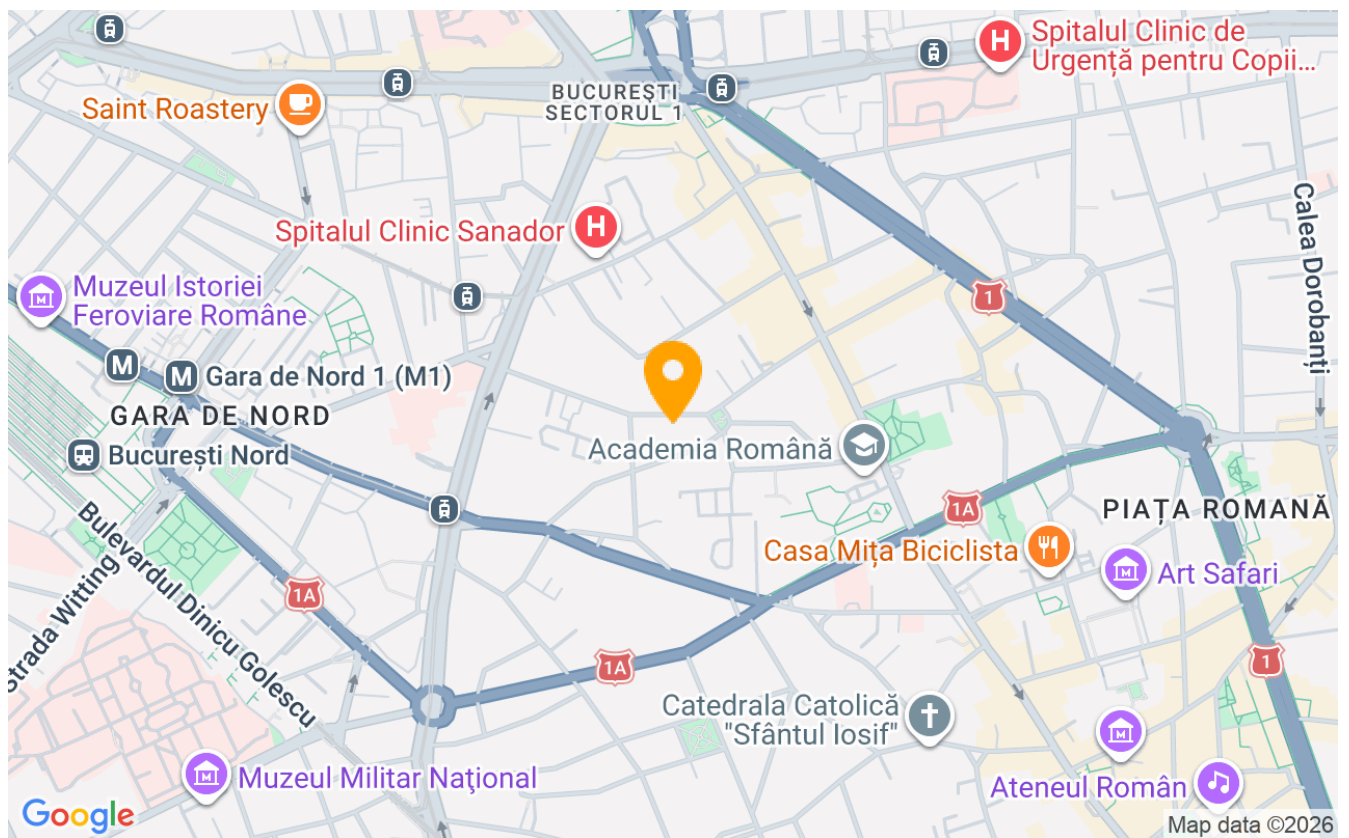 Spitalul Clinic de
Urgență pentru Copii...
H
BUCUREȘTI
SECTORUL 1
Saint Roastery
Calea Dorobanți
Spitalul Clinic Sanador
H
Muzeul Istoriei
Feroviare Române
1
M
M
Gara de Nord 1 (M1)
GARA DE NORD
București Nord
Academia Română
1A
PIAȚA ROMANĂ
Casa Mița Biciclista
Art Safari
Bulevardul Dinicu Golescu
Strada Witting
1A
1A
1
Catedrala Catolică
"Sfântul Iosif"
Muzeul Militar Naţional
Ateneul Român
Google
Map data ©2026